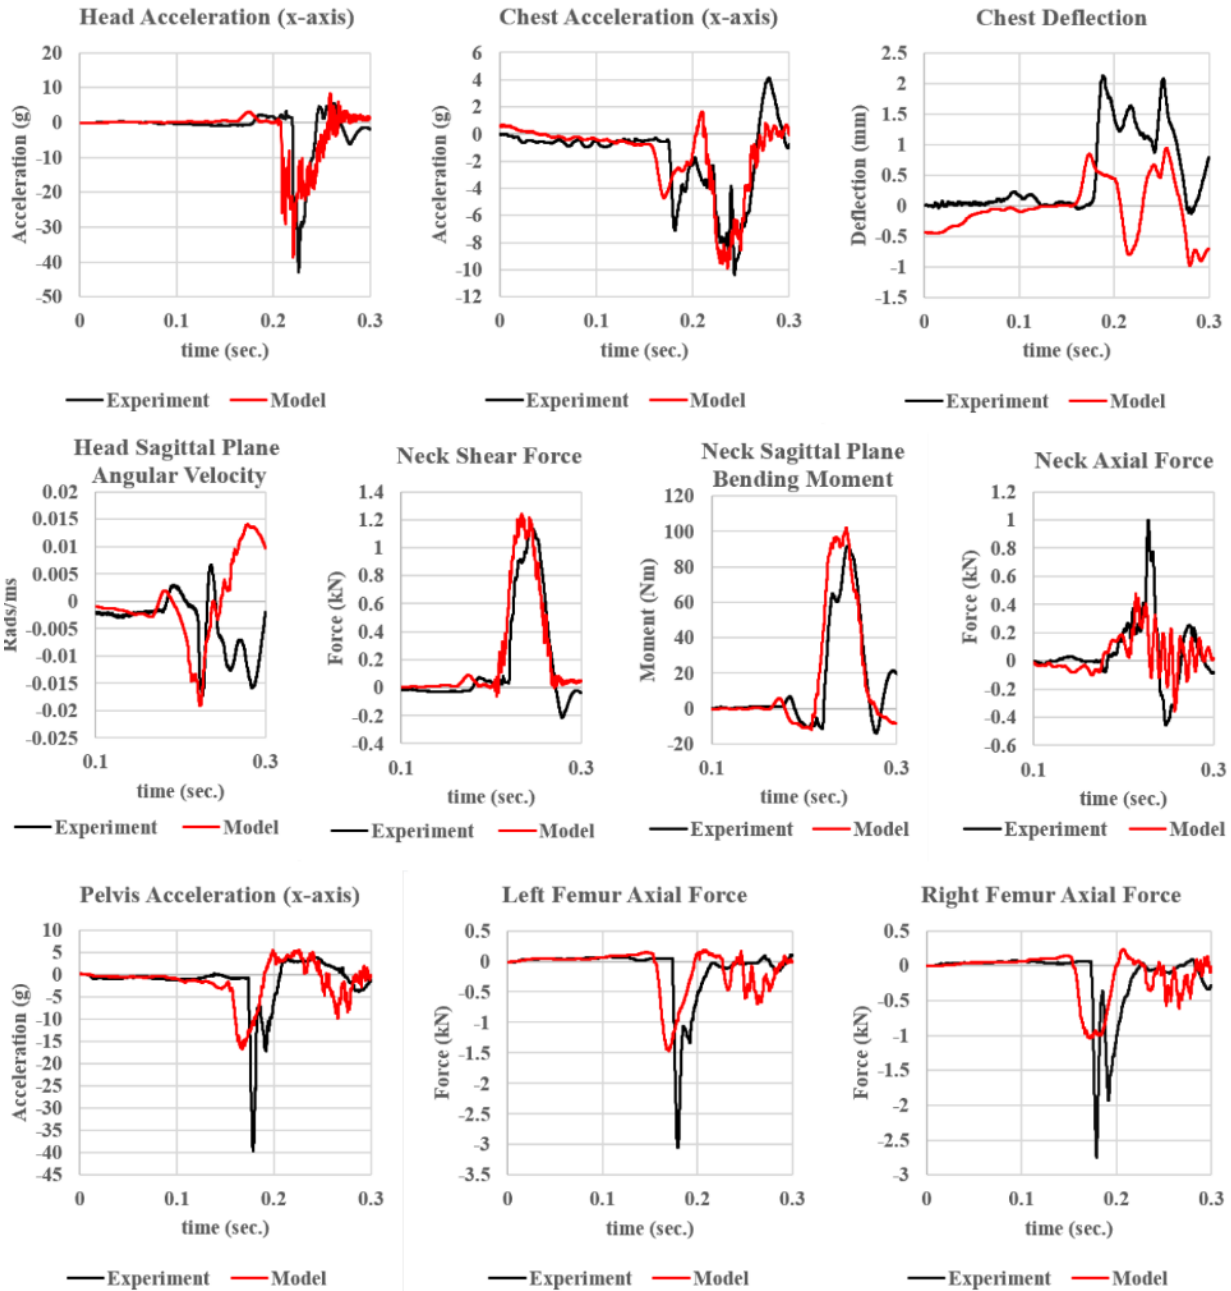 Head Acceleration (x-axis)
Acceleration (g)
20
10
0
-10
-20
-30
-40
-50
0 0.1 0.2 0.3
time (sec.)
Experiment Model
Chest Acceleration (x-axis)
Acceleration (g)
6
4
2
0
-2
-4
-6
-8
-10
-12
0 0.1 0.2 0.3
time (sec.)
Experiment Model
Chest Deflection
Deflection (mm)
2.5
2
1.5
1
0.5
0
-0.5
-1
-1.5
0 0.1 0.2 0.3
time (sec.)
Experiment Model
Head Sagittal Plane
Angular Velocity
Rads/ms
0.02
0.015
0.01
0.005
0
-0.005
-0.01
-0.015
-0.02
-0.025
0.1 0.3
time (sec.)
Experiment Model
Neck Shear Force
Force (kN)
1.4
1.2
1
0.8
0.6
0.4
0.2
0
-0.2
-0.4
0.1 0.3
time (sec.)
Experiment Model
Neck Sagittal Plane
Bending Moment
Moment (Nm)
120
100
80
60
40
20
0
-20
0.1 0.3
time (sec.)
Experiment Model
Neck Axial Force
Force (kN)
1.2
1
0.8
0.6
0.4
0.2
0
-0.2
-0.4
-0.6
0.1 0.3
time (sec.)
Experiment Model
Pelvis Acceleration (x-axis)
Acceleration (g)
10
5
0
-5
-10
-15
-20
-25
-30
-35
-40
-45
0 0.1 0.2 0.3
time (sec.)
Experiment Model
Left Femur Axial Force
Force (kN)
0.5
0
-0.5
-1
-1.5
-2
-2.5
-3
-3.5
0 0.1 0.2 0.3
time (sec.)
Experiment Model
Right Femur Axial Force
Force (kN)
0.5
0
-0.5
-1
-1.5
-2
-2.5
-3
0 0.1 0.2 0.3
time (sec.)
Experiment Model